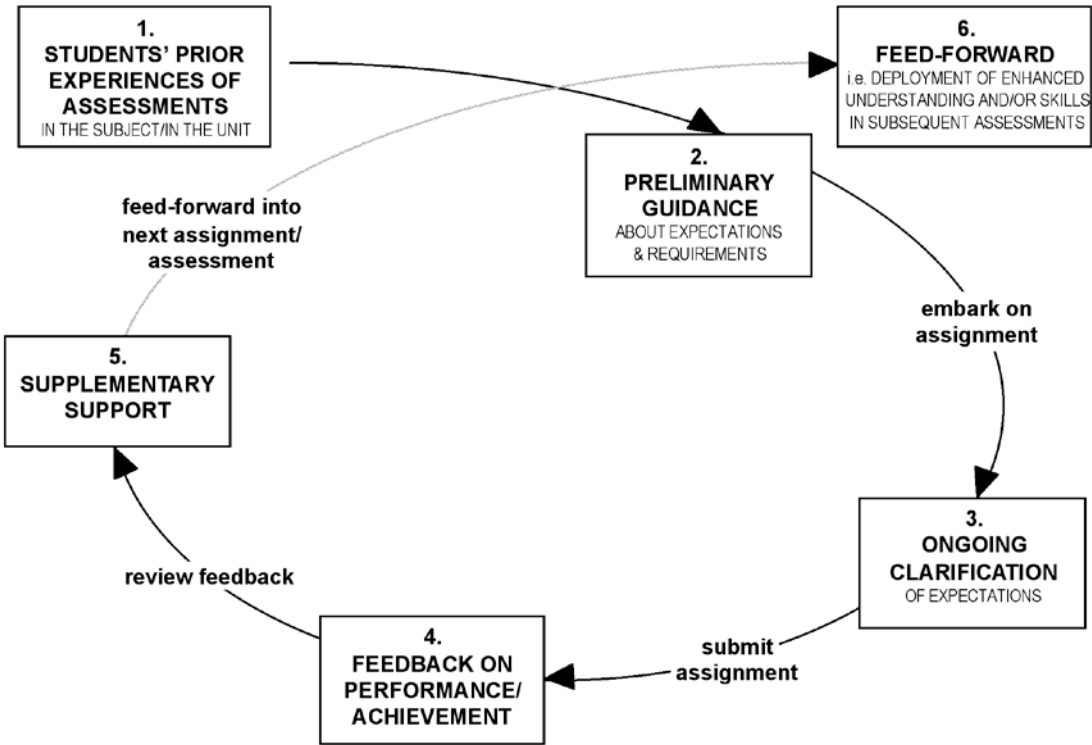 1.
STUDENTS' PRIOR
EXPERIENCES OF
ASSESSMENTS
IN THE SUBJECT/IN THE UNIT
6.
FEED-FORWARD
i.e. DEPLOYMENT OF ENHANCED
UNDERSTANDING AND/OR SKILLS
IN SUBSEQUENT ASSESSMENTS
2.
PRELIMINARY
GUIDANCE
ABOUT EXPECTATIONS
& REQUIREMENTS
feed-forward into
next assignment/
assessment
embark on
assignment
5.
SUPPLEMENTARY
SUPPORT
3.
ONGOING
CLARIFICATION
OF EXPECTATIONS
review feedback
submit
assignment
4.
FEEDBACK ON
PERFORMANCE/
ACHIEVEMENT